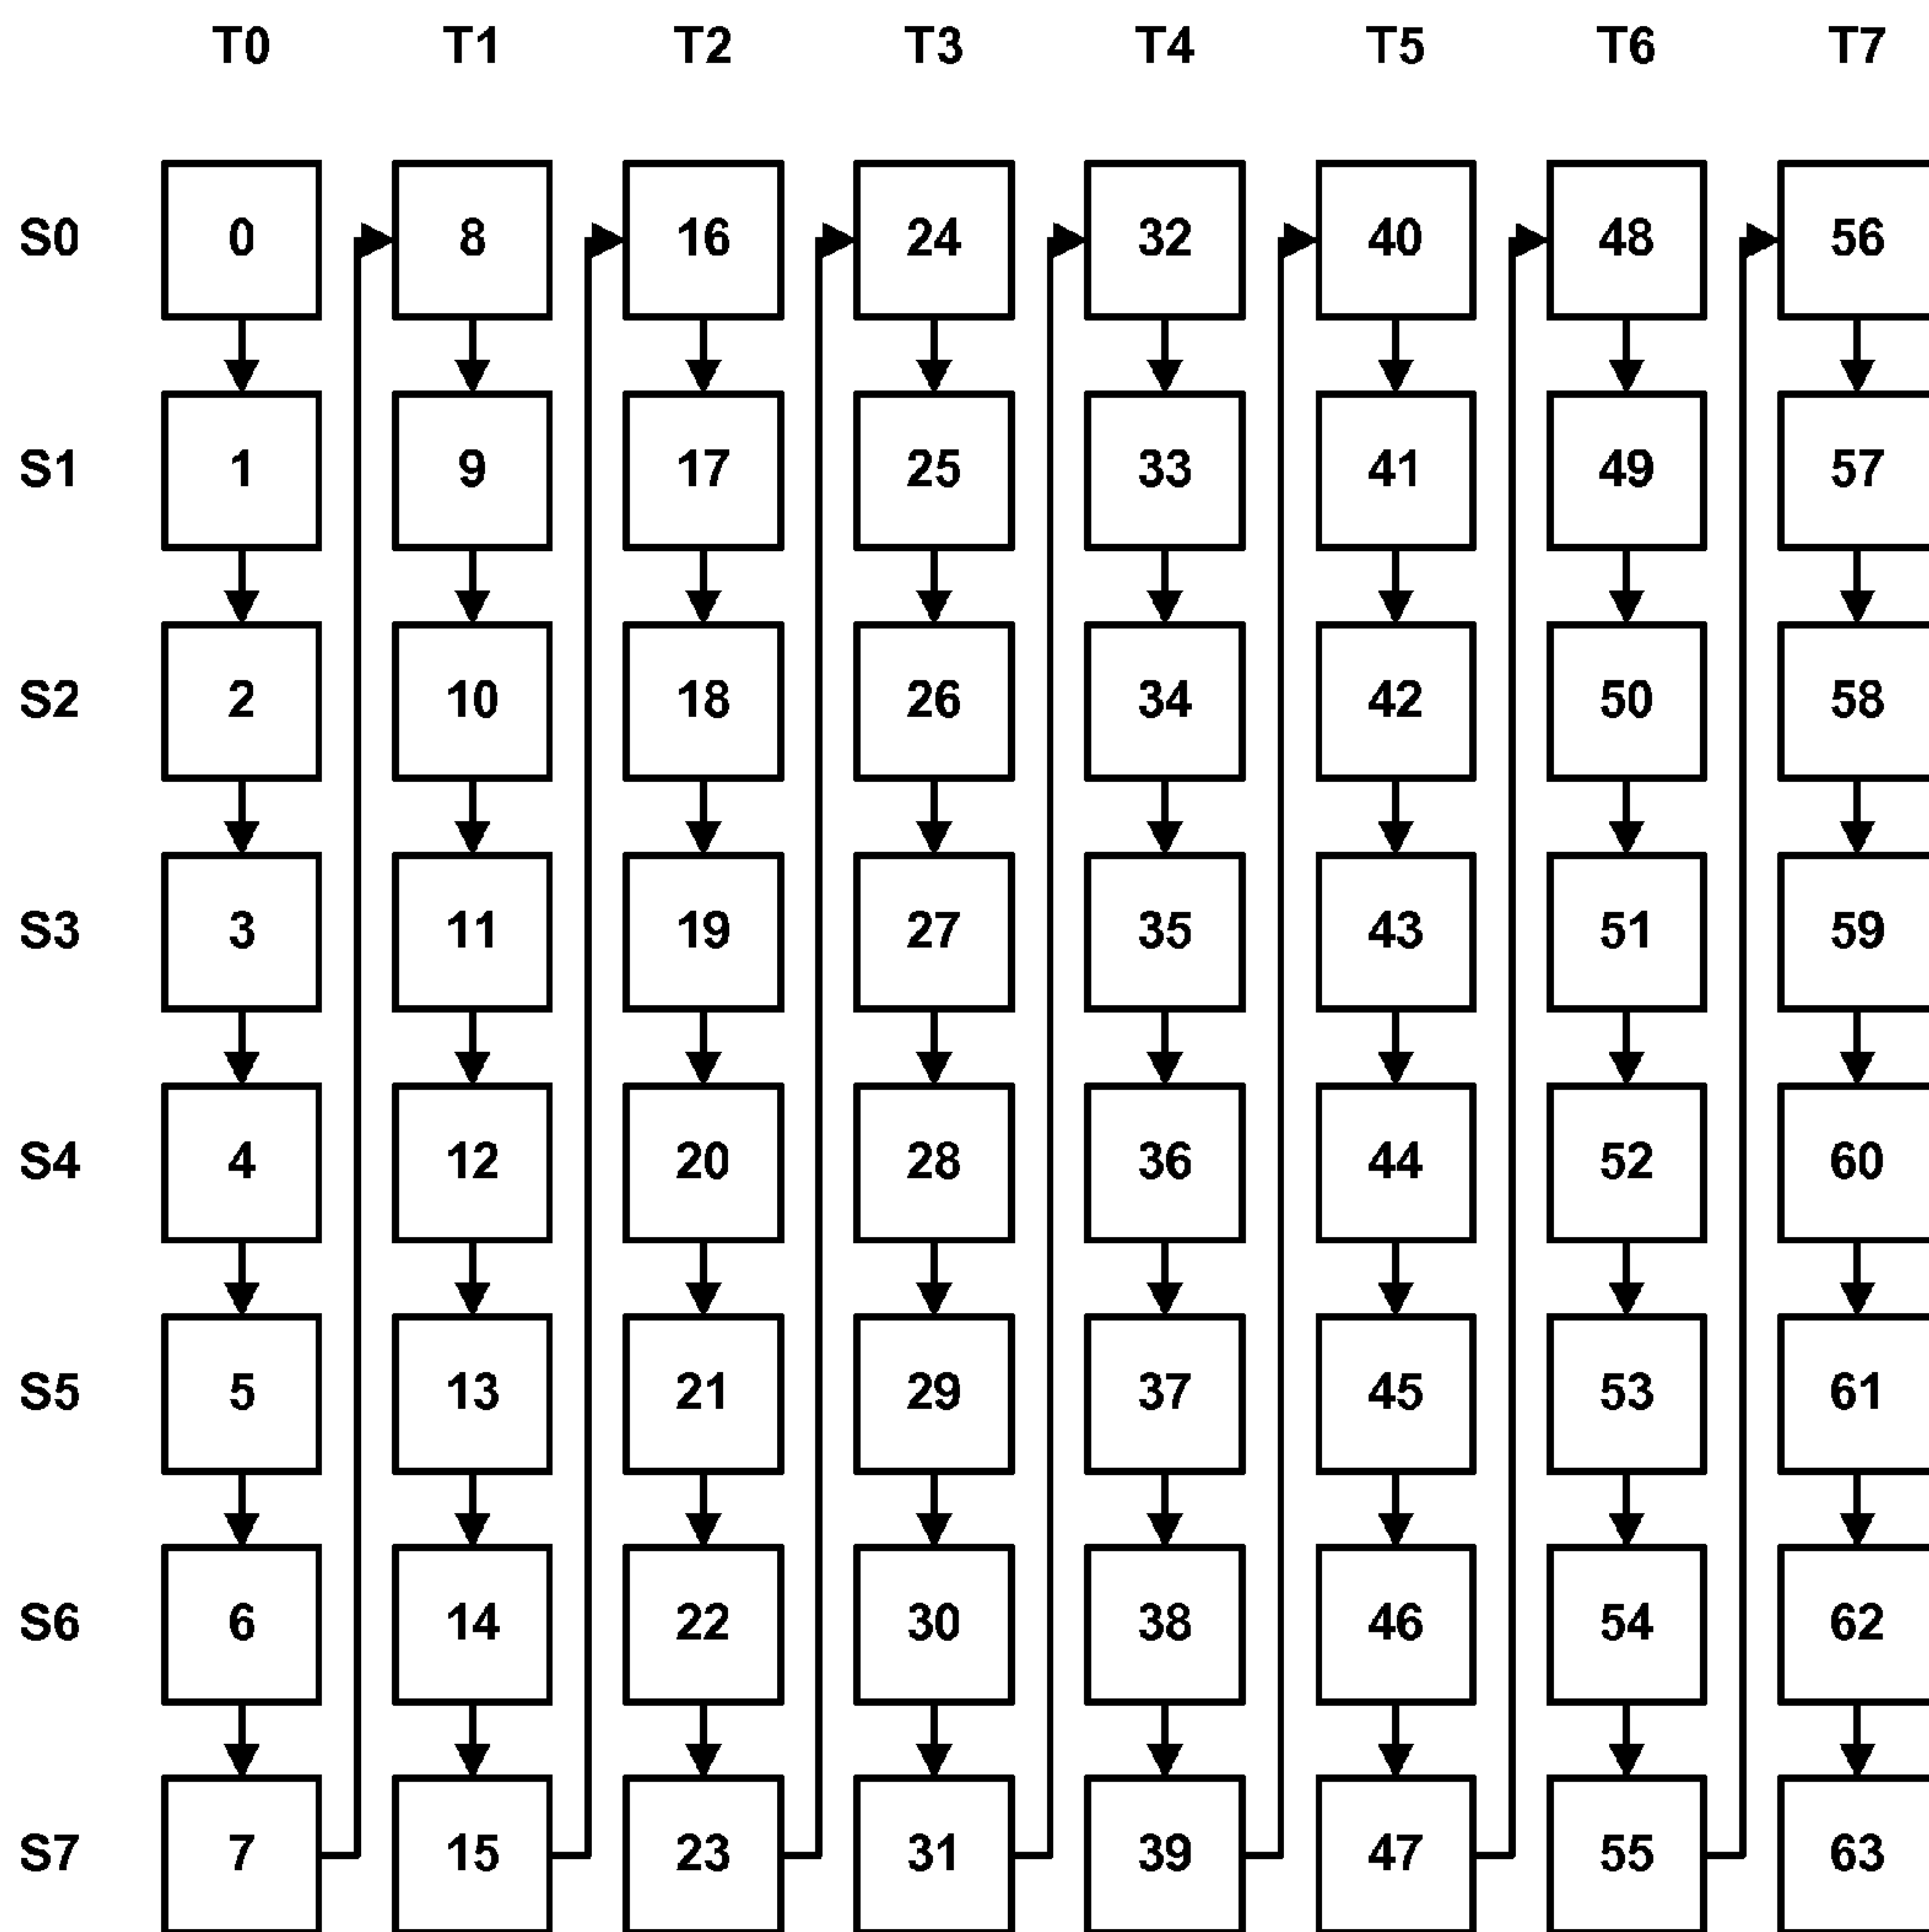 T0 T1 T2 T3 T4 T5 T6 T7
S0 0 8 16 24 32 40 48 56
S1 1 9 17 25 33 41 49 57
S2 2 10 18 26 34 42 50 58
S3 3 11 19 27 35 43 51 59
S4 4 12 20 28 36 44 52 60
S5 5 13 21 29 37 45 53 61
S6 6 14 22 30 38 46 54 62
S7 7 15 23 31 39 47 55 63